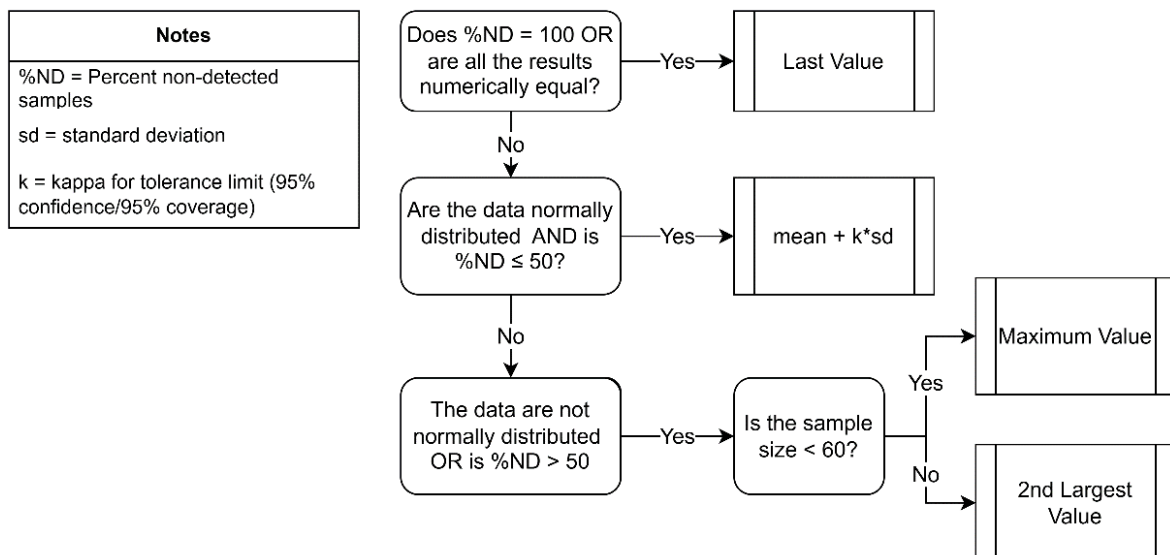 Notes
%ND = Percent non-detected
samples
sd = standard deviation
k = kappa for tolerance limit (95%
confidence/95% coverage)
Does %ND = 100 OR
are all the results
numerically equal?
Yes
Last Value
No
Are the data normally
distributed AND is
%ND ≤ 50?
Yes
mean + k*sd
No
The data are not
normally distributed
OR is %ND > 50
Yes
Is the sample
size < 60?
Yes
Maximum Value
No
2nd Largest
Value